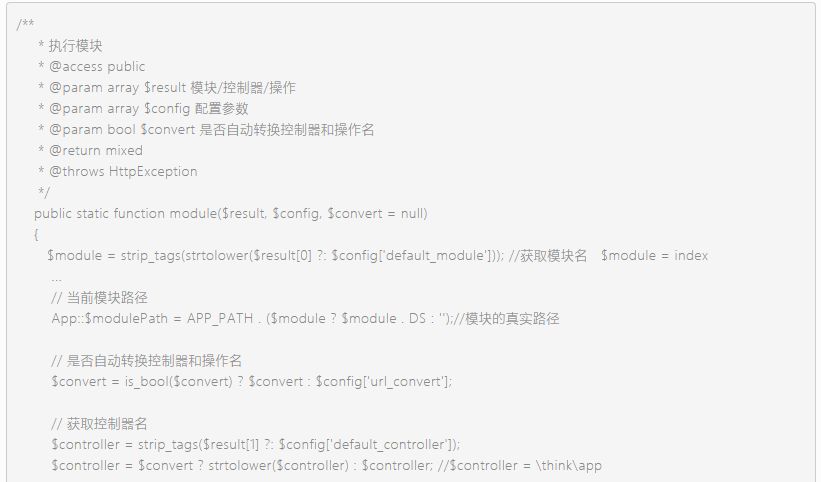 /**
* 执行模块
* @access public
* @param array $result 模块/控制器/操作
* @param array $config 配置参数
* @param bool $convert 是否自动转换控制器和操作名
* @return mixed
* @throws HttpException
*/
public static function module($result, $config, $convert = null)
{
$module = strip_tags(strtolower($result[0] ?: $config['default_module'])); //获取模块名 $module = index
...
// 当前模块路径
App::$modulePath = APP_PATH . ($module ? $module . DS : '');//模块的真实路径
// 是否自动转换控制器和操作名
$convert = is_bool($convert) ? $convert : $config['url_convert'];
// 获取控制器名
$controller = strip_tags($result[1] ?: $config['default_controller']);
$controller = $convert ? strtolower($controller) : $controller; //$controller = \think\app